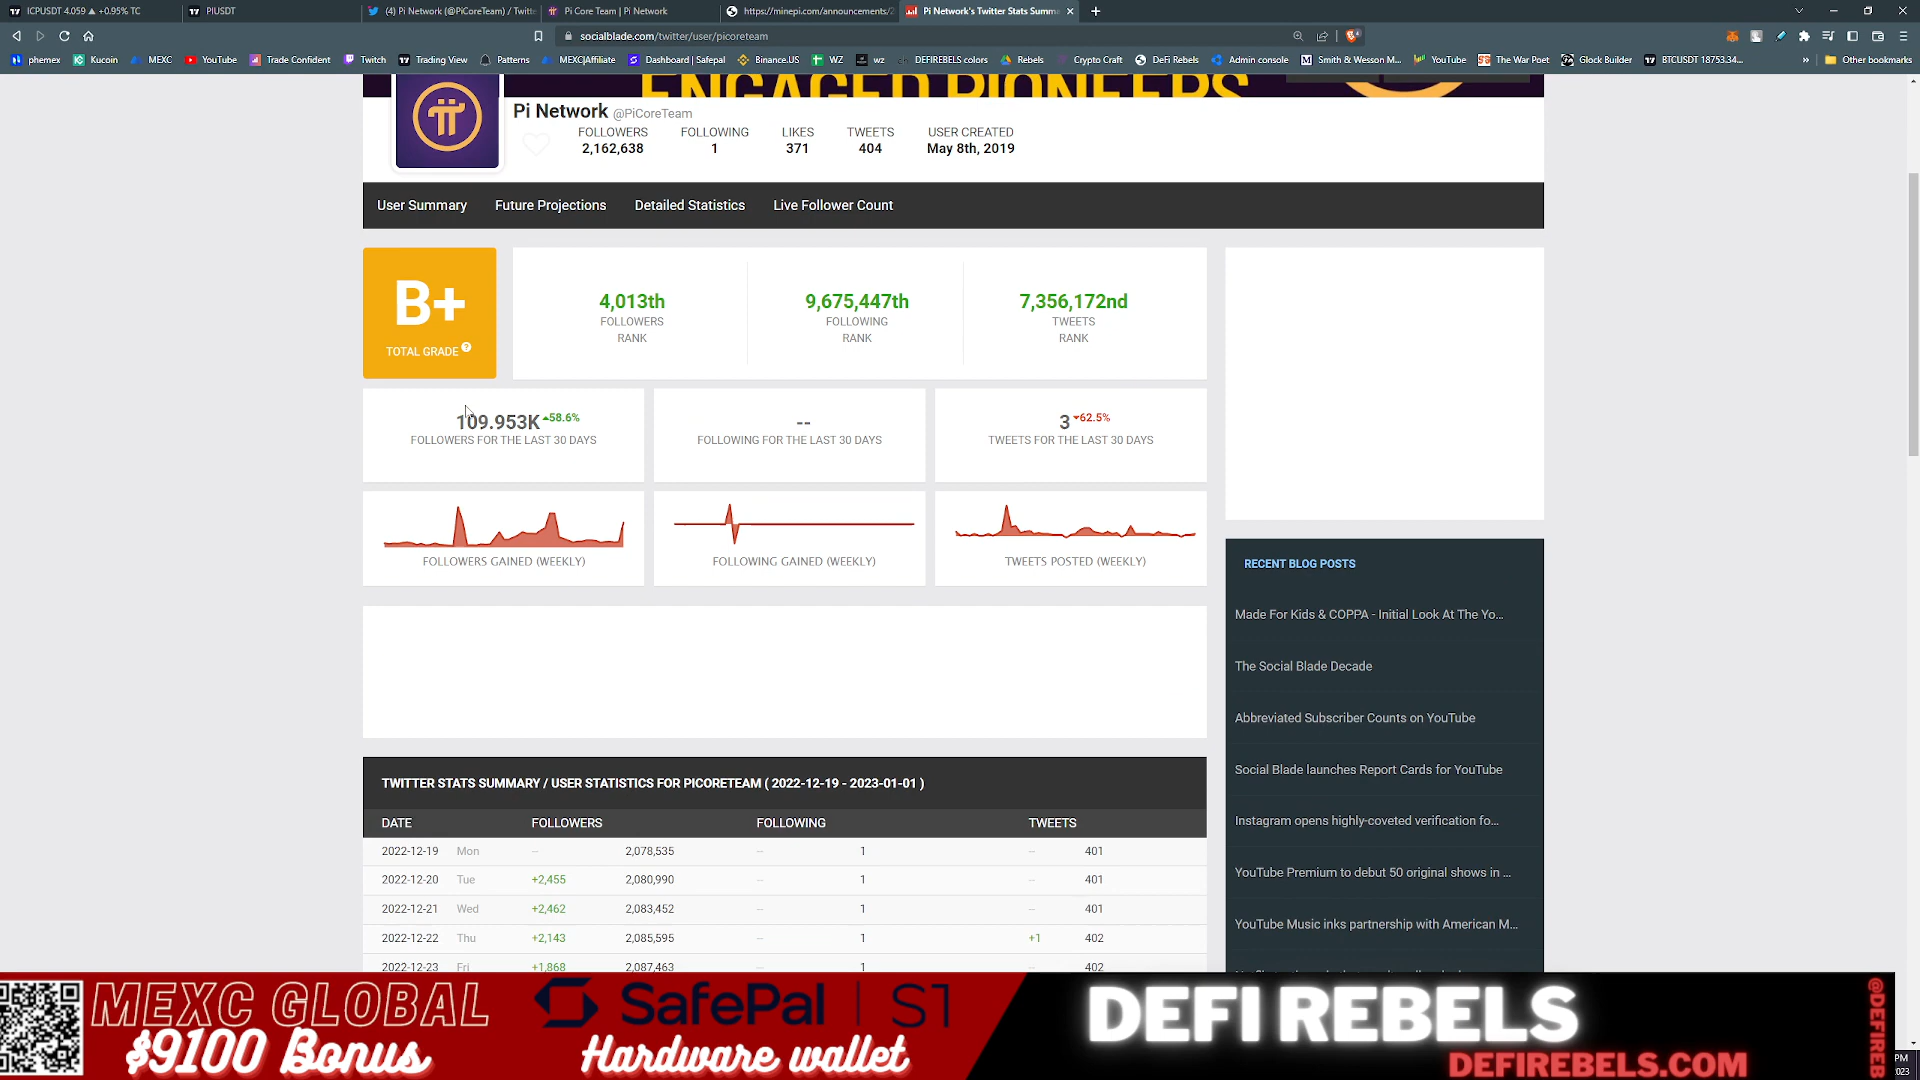 ICPUSDT 4.059 ▲ +0.95% TC
PIUSDT
(4) Pi Network (@PiCoreTeam) / Twitt
Pi Core Team | Pi Network
https://minepi.com/announcements/
Pi Network's Twitter Stats Summ
socialblade.com/twitter/user/picoreteam
phemex
Kucoin
MEXC
YouTube
Trade Confident
Twitch
Trading View
Patterns
MEXC|Affiliate
Dashboard | Safepal
Binance.US
WZ
wz
DEFIREBELS colors
Rebels
Crypto Craft
DeFi Rebels
Admin console
Smith & Wesson M...
YouTube
The War Poet
Glock Builder
BTCUSDT 18753.34...
»
Other bookmarks
ENGAGED PIONEERS
Pi Network @PiCoreTeam
FOLLOWERS FOLLOWING LIKES TWEETS USER CREATED
2,162,638 1 371 404 May 8th, 2019
User Summary Future Projections Detailed Statistics Live Follower Count
B+
TOTAL GRADE ?
4,013th
FOLLOWERS
RANK
9,675,447th
FOLLOWING
RANK
7,356,172nd
TWEETS
RANK
109.953K 58.6%
FOLLOWERS FOR THE LAST 30 DAYS
--
FOLLOWING FOR THE LAST 30 DAYS
3 62.5%
TWEETS FOR THE LAST 30 DAYS
FOLLOWERS GAINED (WEEKLY)
FOLLOWING GAINED (WEEKLY)
TWEETS POSTED (WEEKLY)
TWITTER STATS SUMMARY / USER STATISTICS FOR PICORETEAM ( 2022-12-19 - 2023-01-01 )
DATE FOLLOWERS FOLLOWING TWEETS
2022-12-19 Mon -- 2,078,535 -- 1 -- 401
2022-12-20 Tue +2,455 2,080,990 -- 1 -- 401
2022-12-21 Wed +2,462 2,083,452 -- 1 -- 401
2022-12-22 Thu +2,143 2,085,595 -- 1 +1 402
2022-12-23 Fri +1,868 2,087,463 -- 1 -- 402
RECENT BLOG POSTS
Made For Kids & COPPA - Initial Look At The Yo...
The Social Blade Decade
Abbreviated Subscriber Counts on YouTube
Social Blade launches Report Cards for YouTube
Instagram opens highly-coveted verification fo...
YouTube Premium to debut 50 original shows in ...
YouTube Music inks partnership with American M...
MEXC GLOBAL
$9100 Bonus
SafePal | S1
Hardware wallet
DEFI REBELS
DEFIREBELS.COM
@DEFIREB
PM
2023